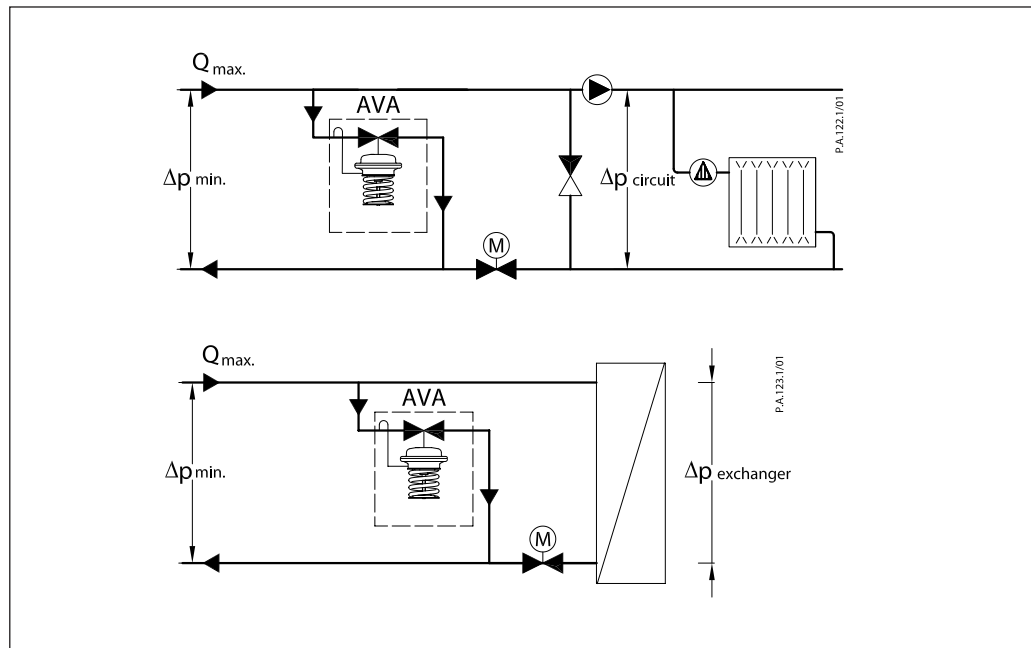 Q max.
AVA
Δp min.
Δp circuit
M
P.A.122.1/01
Q max.
AVA
Δp min.
Δp exchanger
M
P.A.123.1/01